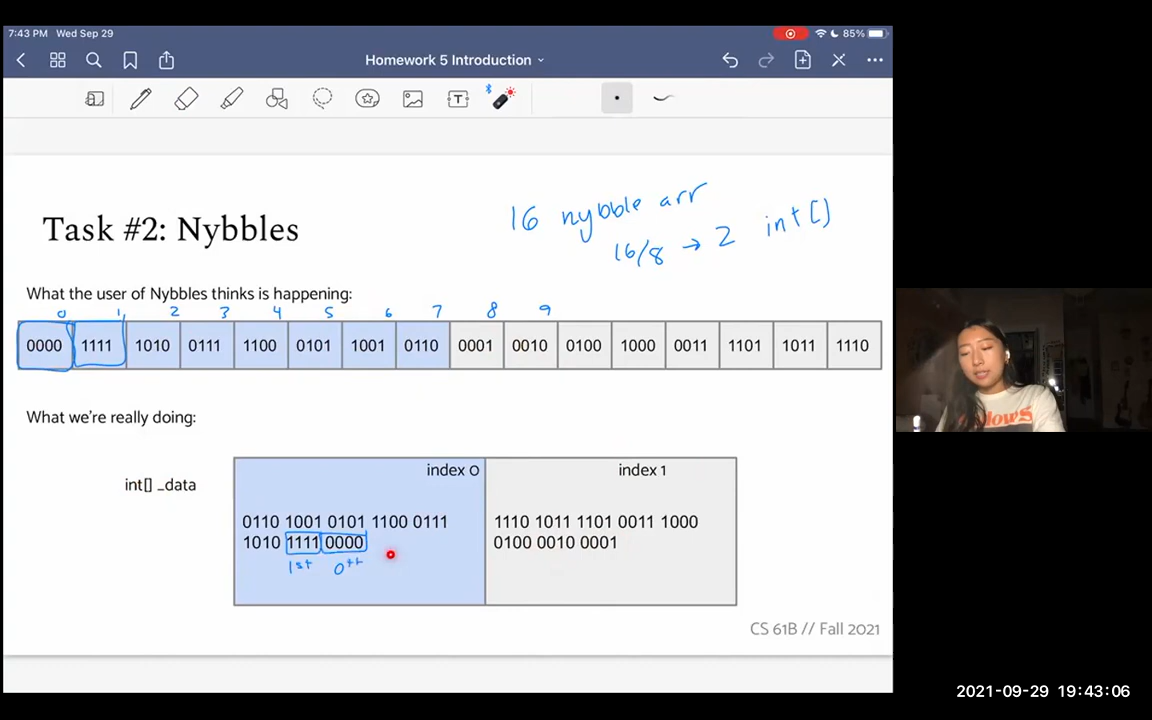 7:43 PM Wed Sep 29
85%
Homework 5 Introduction
T
Task #2: Nybbles
16 nybble arr
16/8 → 2 int[]
What the user of Nybbles thinks is happening:
0 1 2 3 4 5 6 7 8 9
0000 1111 1010 0111 1100 0101 1001 0110 0001 0010 0100 1000 0011 1101 1011 1110
What we're really doing:
int[] _data
index 0
0110 1001 0101 1100 0111
1010 1111 0000
1st 0th
index 1
1110 1011 1101 0011 1000
0100 0010 0001
CS 61B // Fall 2021
2021-09-29 19:43:06